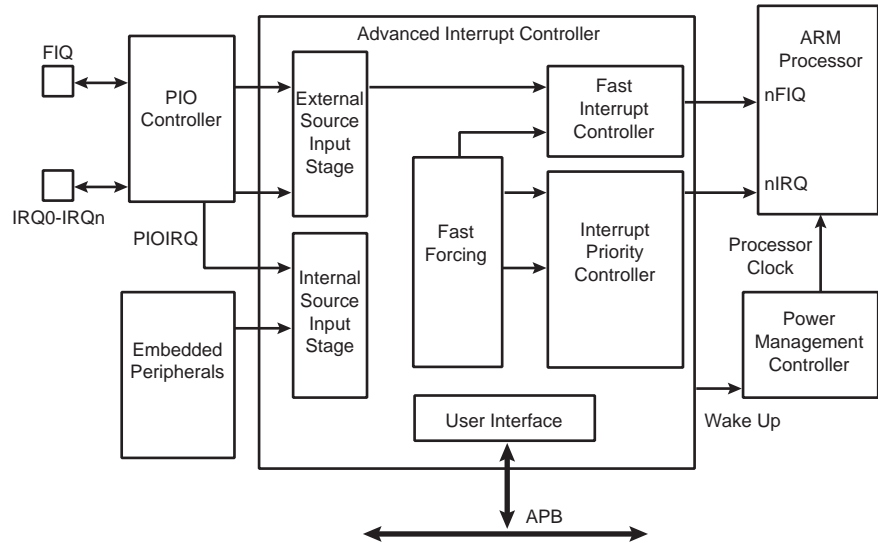 Advanced Interrupt Controller
FIQ
PIO
Controller
IRQ0-IRQn
PIOIRQ
Embedded
Peripherals
External
Source
Input
Stage
Internal
Source
Input
Stage
Fast
Forcing
Fast
Interrupt
Controller
Interrupt
Priority
Controller
User Interface
APB
ARM
Processor
nFIQ
nIRQ
Processor
Clock
Power
Management
Controller
Wake Up